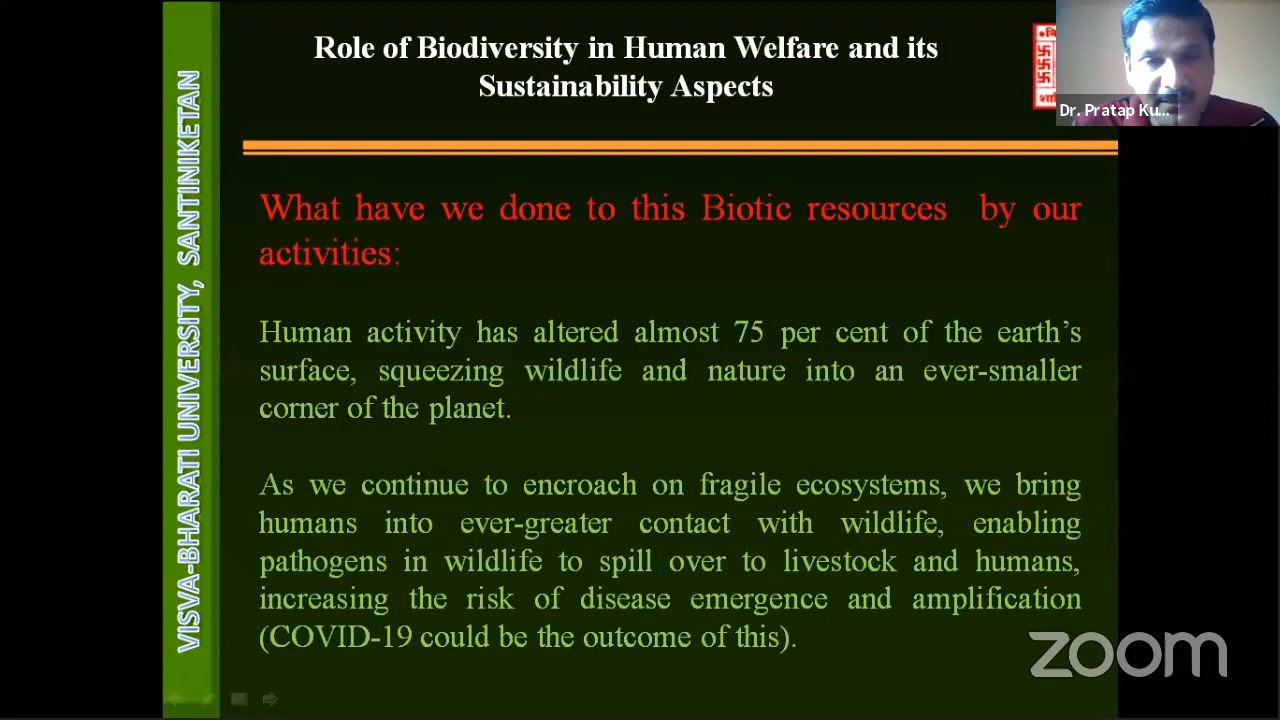 Role of Biodiversity in Human Welfare and its
Sustainability Aspects
Dr. Pratap Ku...
VISVA-BHARATI UNIVERSITY, SANTINIKETAN
What have we done to this Biotic resources by our
activities:
Human activity has altered almost 75 per cent of the earth's
surface, squeezing wildlife and nature into an ever-smaller
corner of the planet.
As we continue to encroach on fragile ecosystems, we bring
humans into ever-greater contact with wildlife, enabling
pathogens in wildlife to spill over to livestock and humans,
increasing the risk of disease emergence and amplification
(COVID-19 could be the outcome of this).
zoom